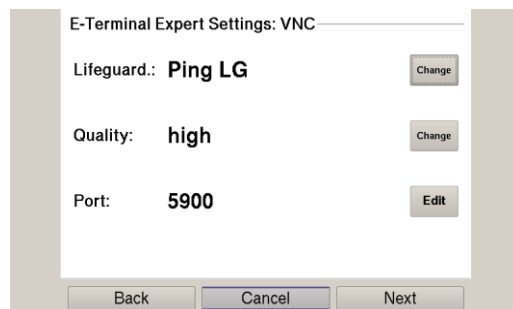 E-Terminal Expert Settings: VNC
Lifeguard.: Ping LG Change
Quality: high Change
Port: 5900 Edit
Back Cancel Next